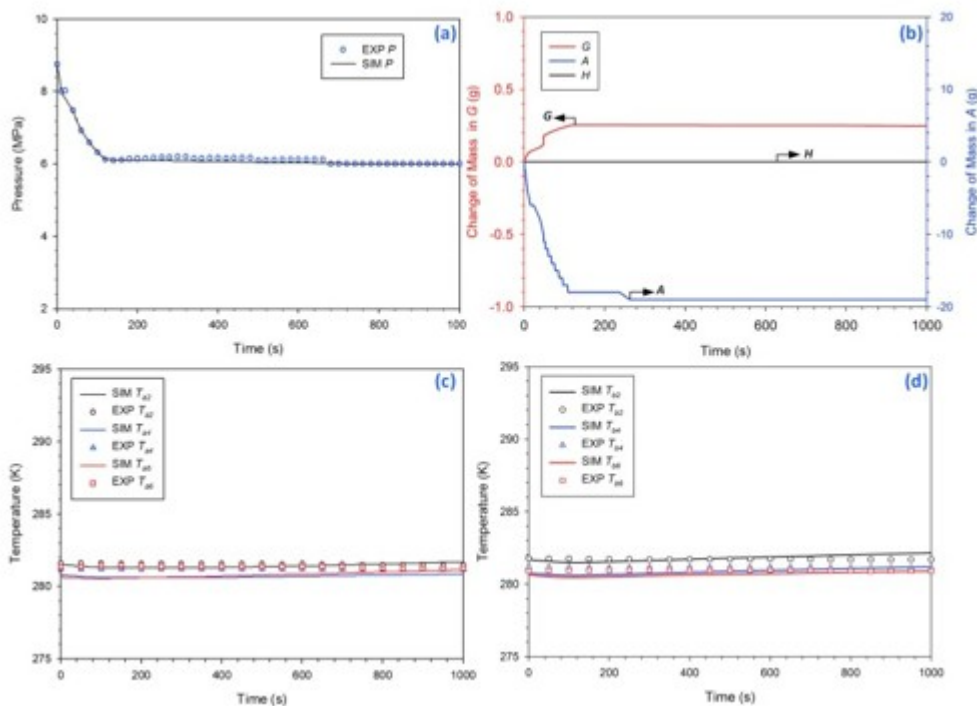 10
8
6
4
2
Pressure (MPa)
(a)
EXP P
SIM P
0
200
400
600
800
100
Time (s)
1.0
0.5
0.0
-0.5
-1.0
Change of Mass in G (g)
(b)
G
A
H
G
H
A
20
10
0
-10
-20
Change of Mass in A (g)
0
200
400
600
800
1000
Time (s)
295
290
285
280
275
Temperature (K)
(c)
SIM Ta2
EXP Ta2
SIM Ta4
EXP Ta4
EXP Ta6
0
200
400
600
800
1000
Time (s)
295
290
285
280
275
Temperature (K)
(d)
SIM Tb2
EXP Tb2
SIM Tb4
EXP Tb4
SIM Tb6
EXP Tb6
0
200
400
600
800
1000
Time (s)